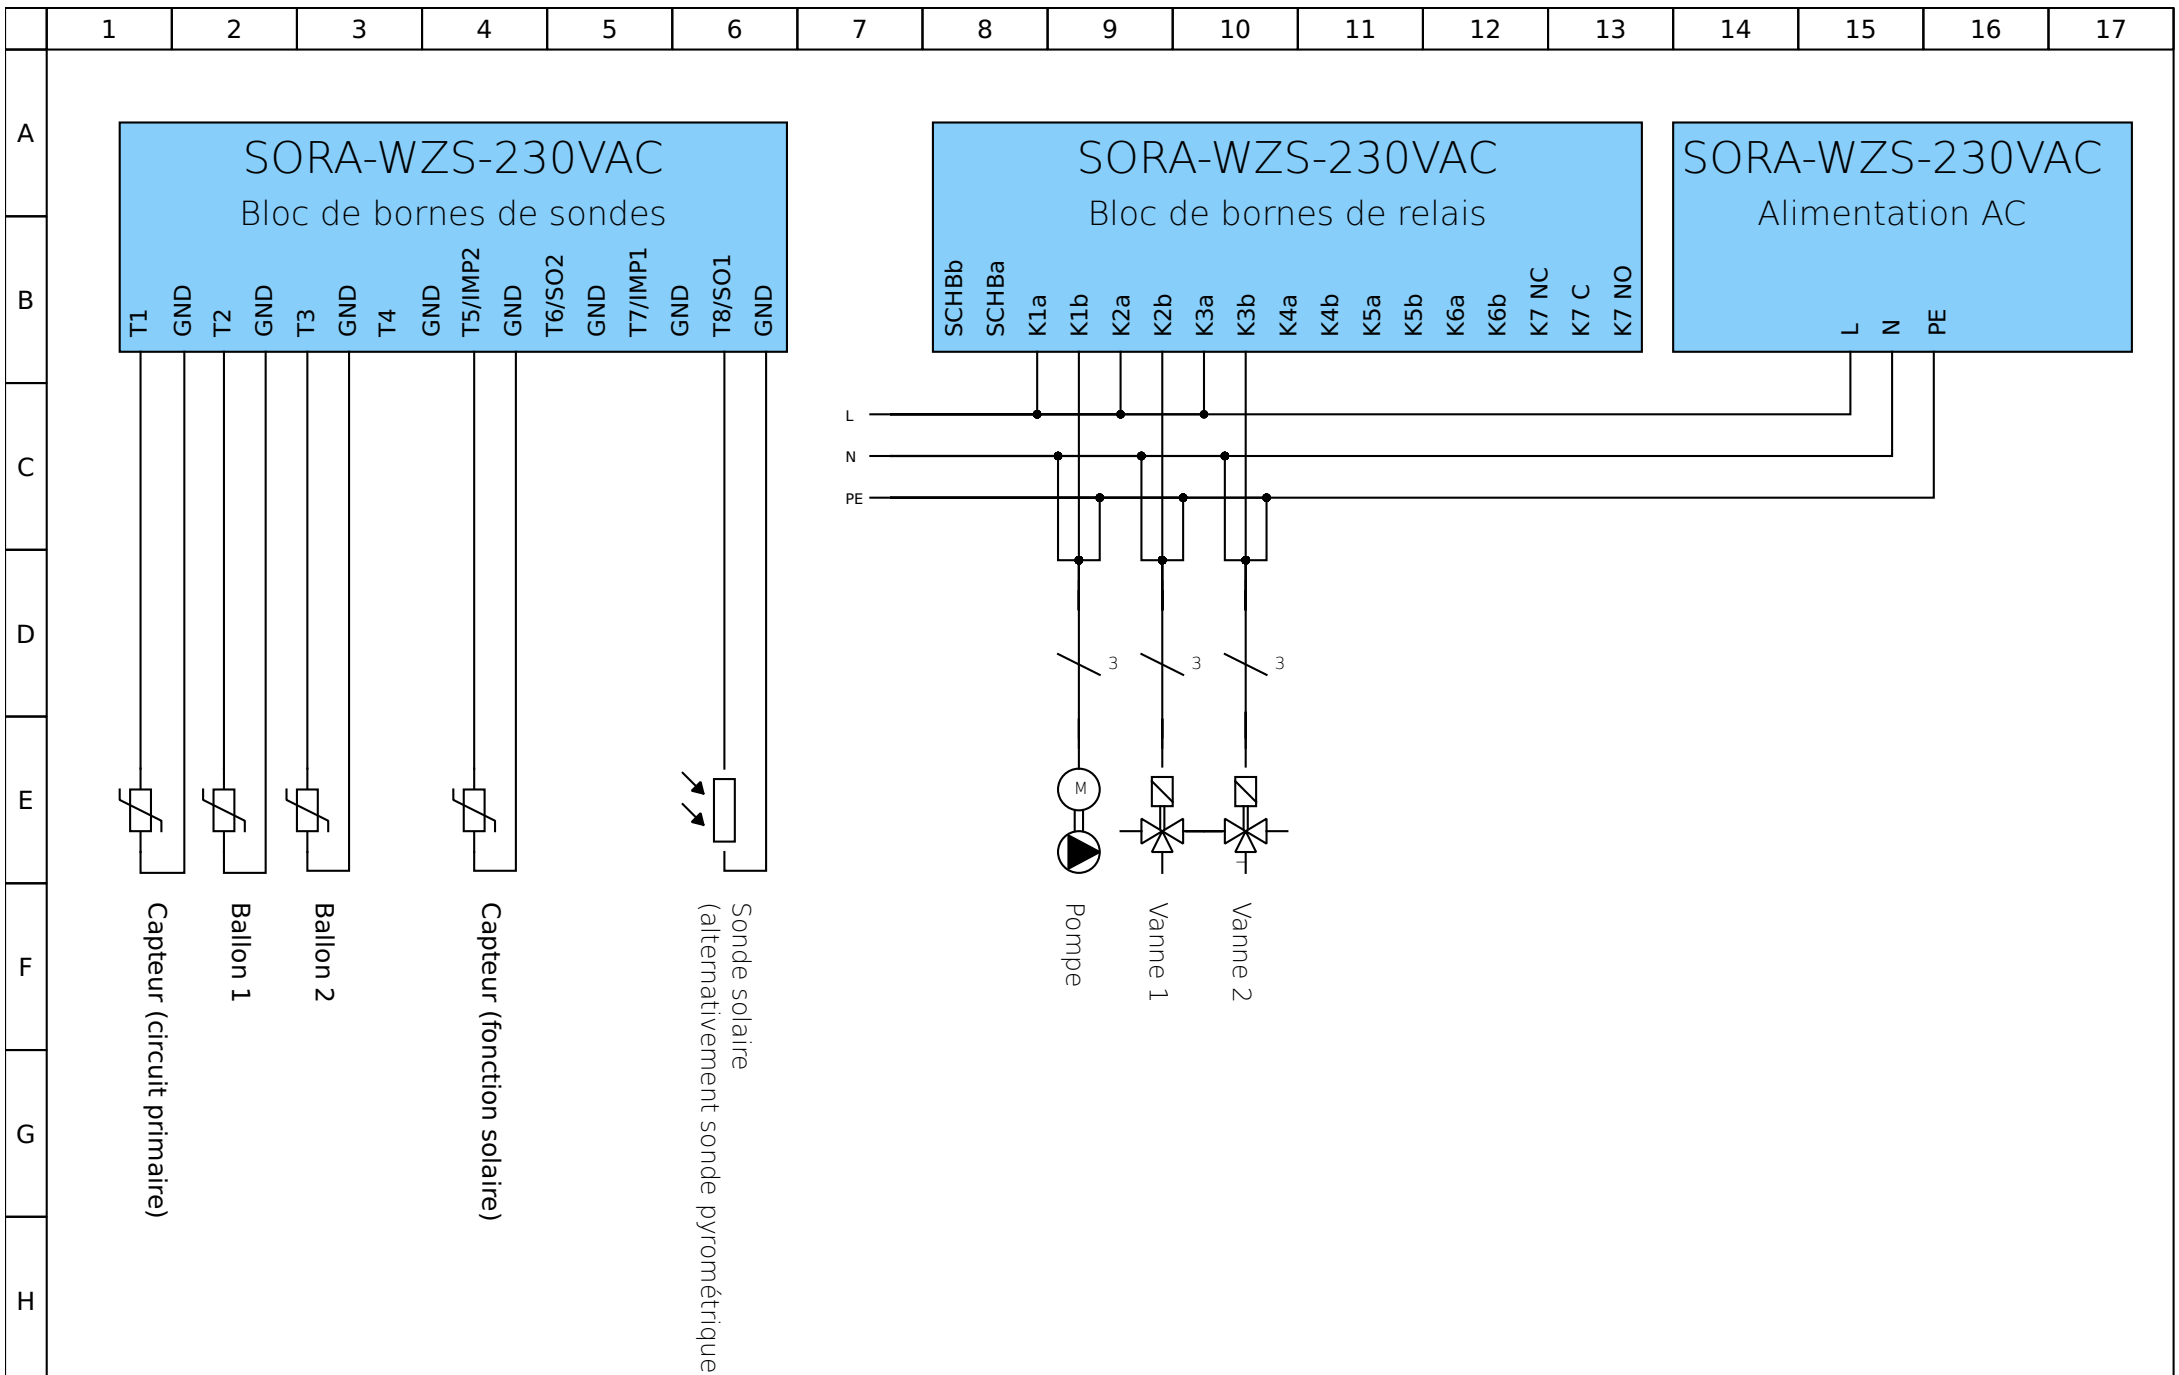 1 2 3 4 5 6 7 8 9 10 11 12 13 14 15 16 17
A
B
C
D
E
F
G
H
SORA-WZS-230VAC
Bloc de bornes de sondes
T1 GND T2 GND T3 GND T4 GND T5/IMP2 GND T6/SO2 GND T7/IMP1 GND T8/SO1 GND
SORA-WZS-230VAC
Bloc de bornes de relais
SCHBb SCHBa K1a K1b K2a K2b K3a K3b K4a K4b K5a K5b K6a K6b K7 NC K7 C K7 NO
SORA-WZS-230VAC
Alimentation AC
L N PE
L
N
PE
3 3 3
M
Capteur (circuit primaire)
Ballon 1
Ballon 2
Capteur (fonction solaire)
Sonde solaire
(alternativement sonde pyrométrique
Pompe
Vanne 1
Vanne 2